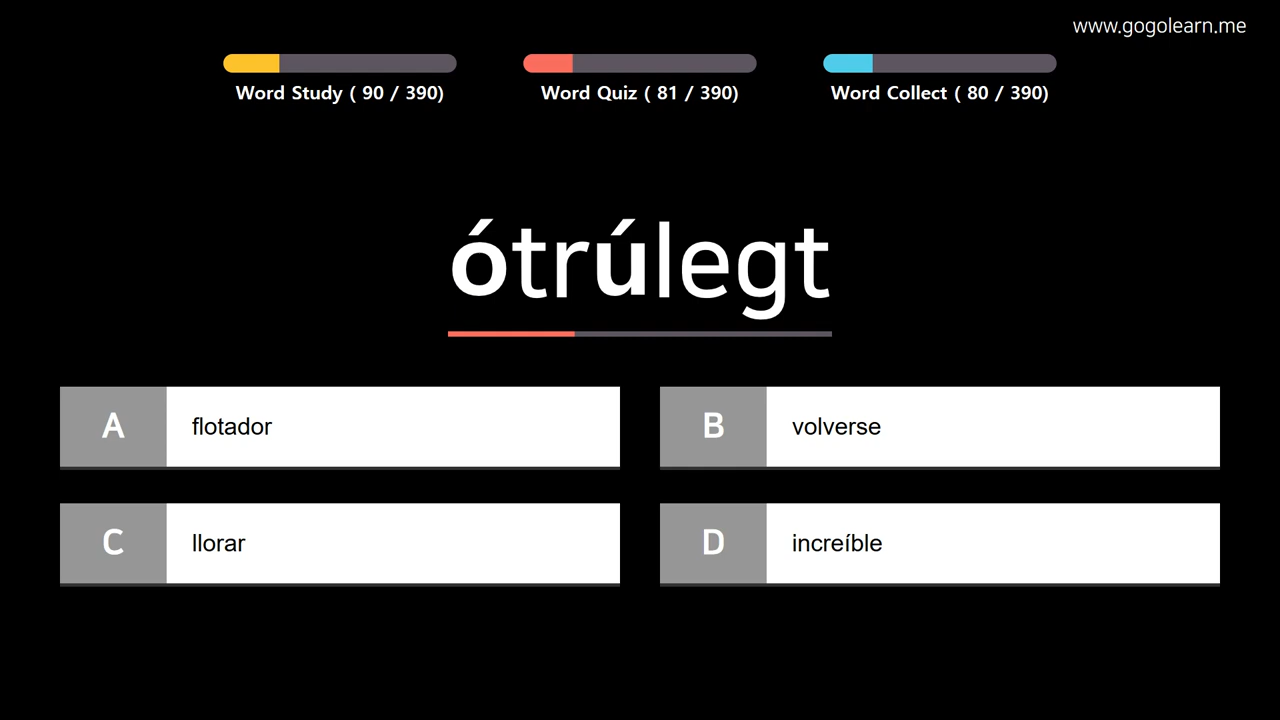 www.gogolearn.me
Word Study ( 90 / 390)
Word Quiz ( 81 / 390)
Word Collect ( 80 / 390)
ótrúlegt
A flotador
B volverse
C llorar
D increíble